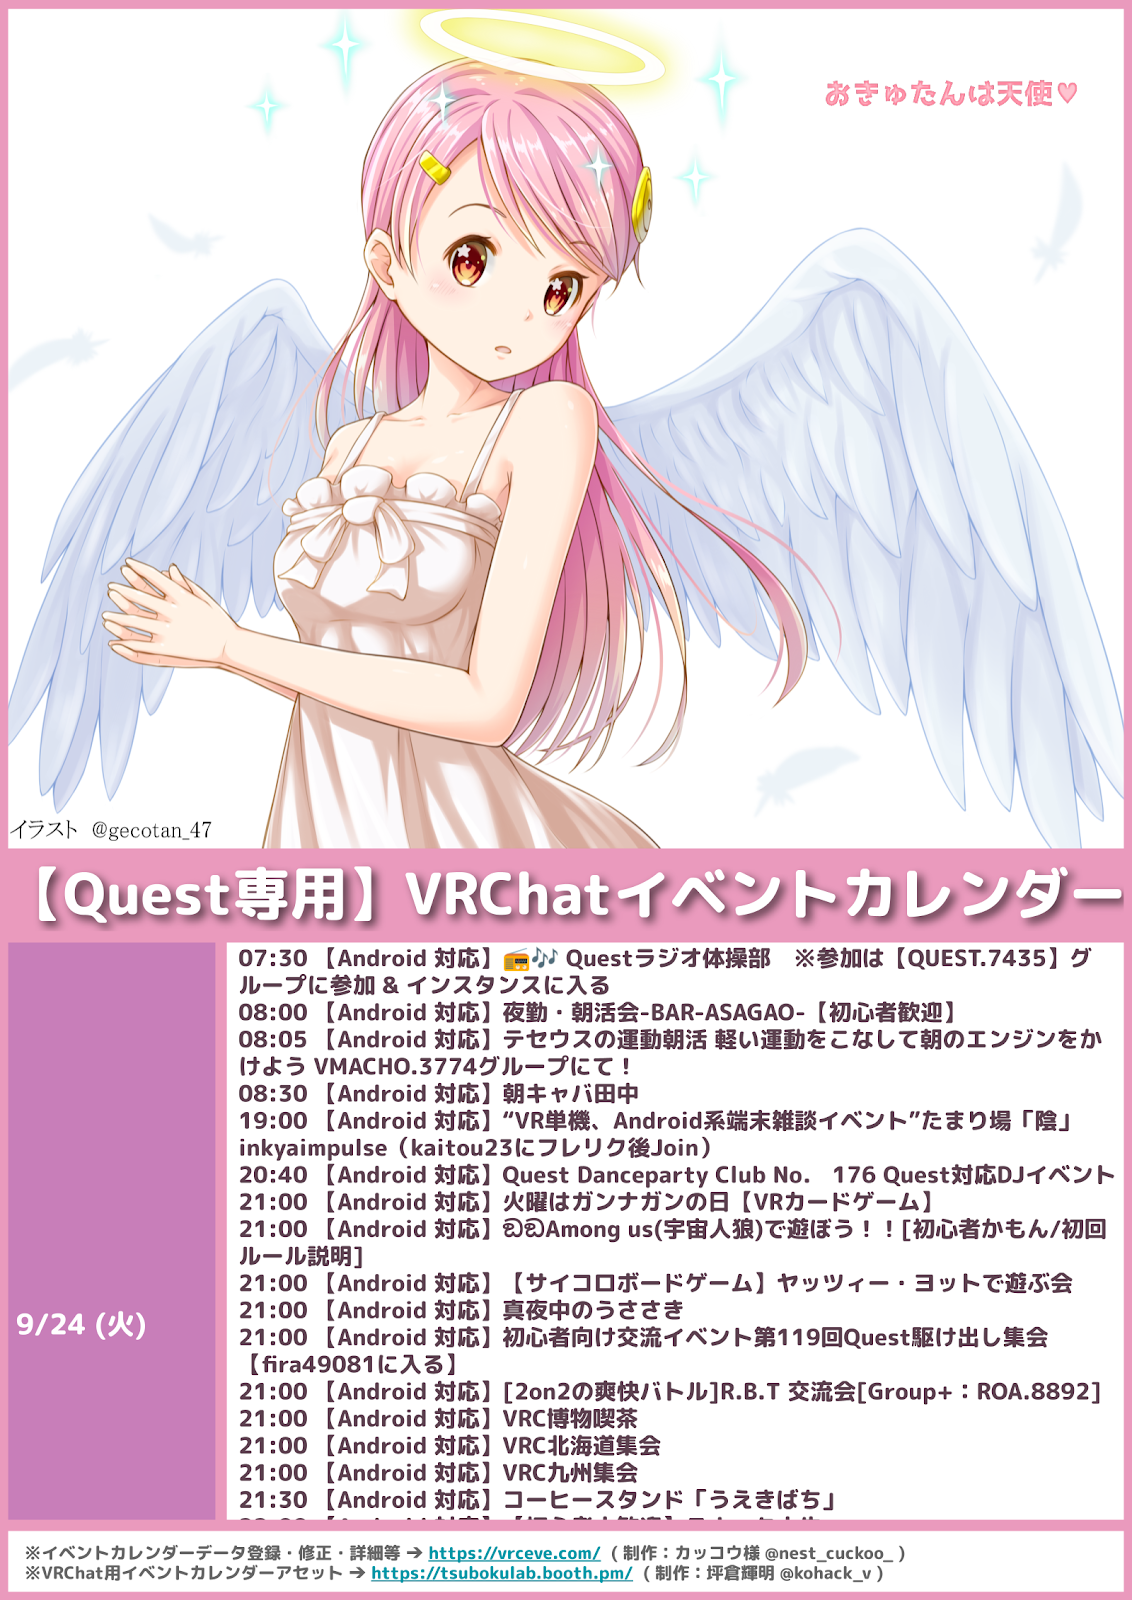 おきゅたんは天使♥
イラスト @gecotan_47
【Quest専用】VRChatイベントカレンダー
9/24 (火)
07:30 【Android 対応】📻🎶 Questラジオ体操部　※参加は【QUEST.7435】グ
ループに参加 & インスタンスに入る
08:00 【Android 対応】夜勤・朝活会-BAR-ASAGAO-【初心者歓迎】
08:05 【Android 対応】テセウスの運動朝活 軽い運動をこなして朝のエンジンをか
けよう VMACHO.3774グループにて！
08:30 【Android 対応】朝キャバ田中
19:00 【Android 対応】“VR単機、Android系端末雑談イベント”たまり場「陰」
inkyaimpulse（kaitou23にフレリク後Join）
20:40 【Android 対応】Quest Danceparty Club No.　176 Quest対応DJイベント
21:00 【Android 対応】火曜はガンナガンの日【VRカードゲーム】
21:00 【Android 対応】ඞඞAmong us(宇宙人狼)で遊ぼう！！[初心者かもん/初回
ルール説明]
21:00 【Android 対応】【サイコロボードゲーム】ヤッツィー・ヨットで遊ぶ会
21:00 【Android 対応】真夜中のうささき
21:00 【Android 対応】初心者向け交流イベント第119回Quest駆け出し集会
【fira49081に入る】
21:00 【Android 対応】[2on2の爽快バトル]R.B.T 交流会[Group+：ROA.8892]
21:00 【Android 対応】VRC博物喫茶
21:00 【Android 対応】VRC北海道集会
21:00 【Android 対応】VRC九州集会
21:30 【Android 対応】コーヒースタンド「うえきばち」
※イベントカレンダーデータ登録・修正・詳細等 → https://vrceve.com/ （ 制作：カッコウ様 @nest_cuckoo_ ）
※VRChat用イベントカレンダーアセット → https://tsubokulab.booth.pm/ （ 制作：坪倉輝明 @kohack_v ）